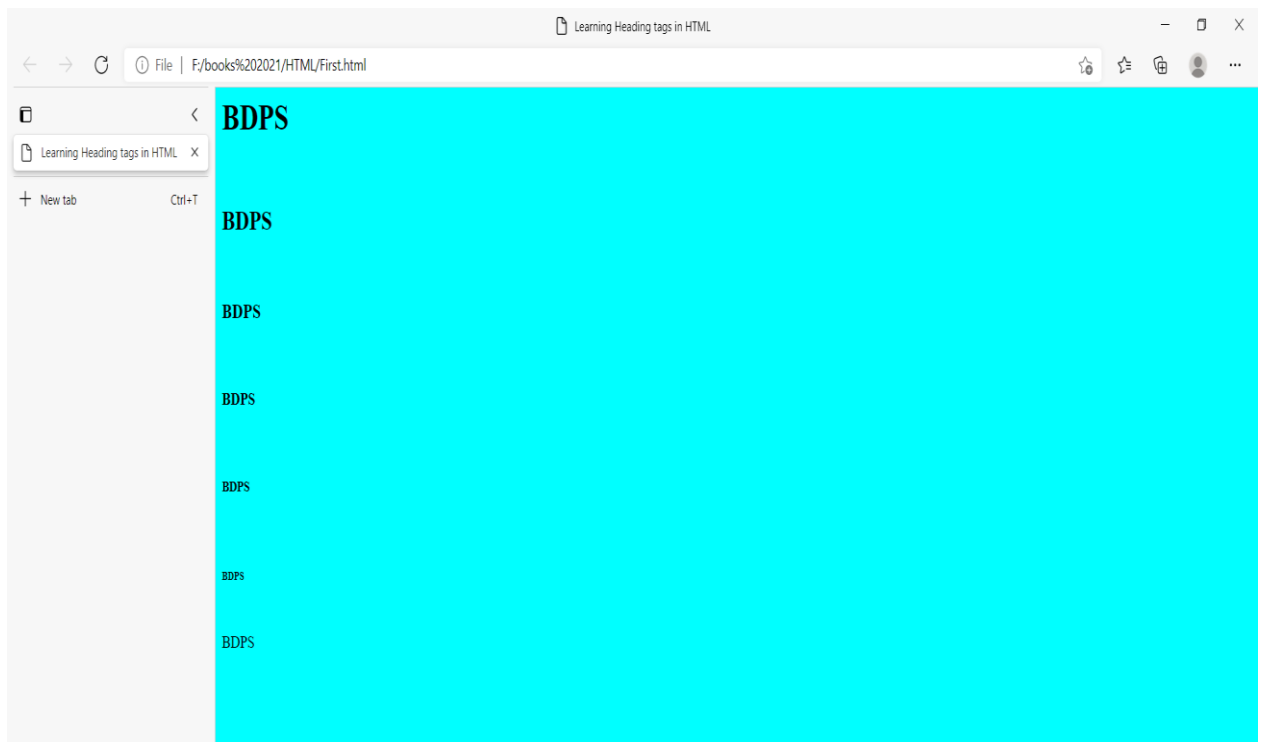 Learning Heading tags in HTML
File | F:/books%202021/HTML/First.html
Learning Heading tags in HTML
New tab Ctrl+T
BDPS
BDPS
BDPS
BDPS
BDPS
BDPS
BDPS